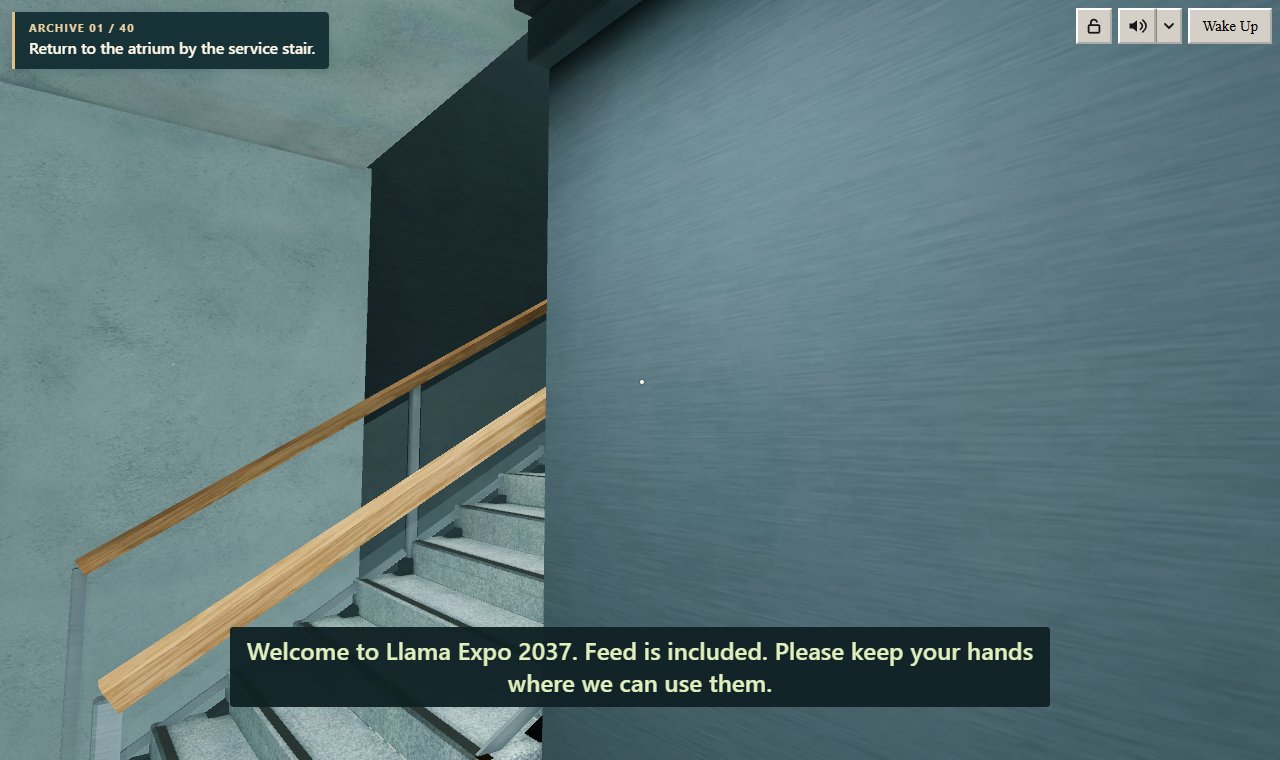 ARCHIVE 01 / 40
Return to the atrium by the service stair.
Wake Up
Welcome to Llama Expo 2037. Feed is included. Please keep your hands
where we can use them.